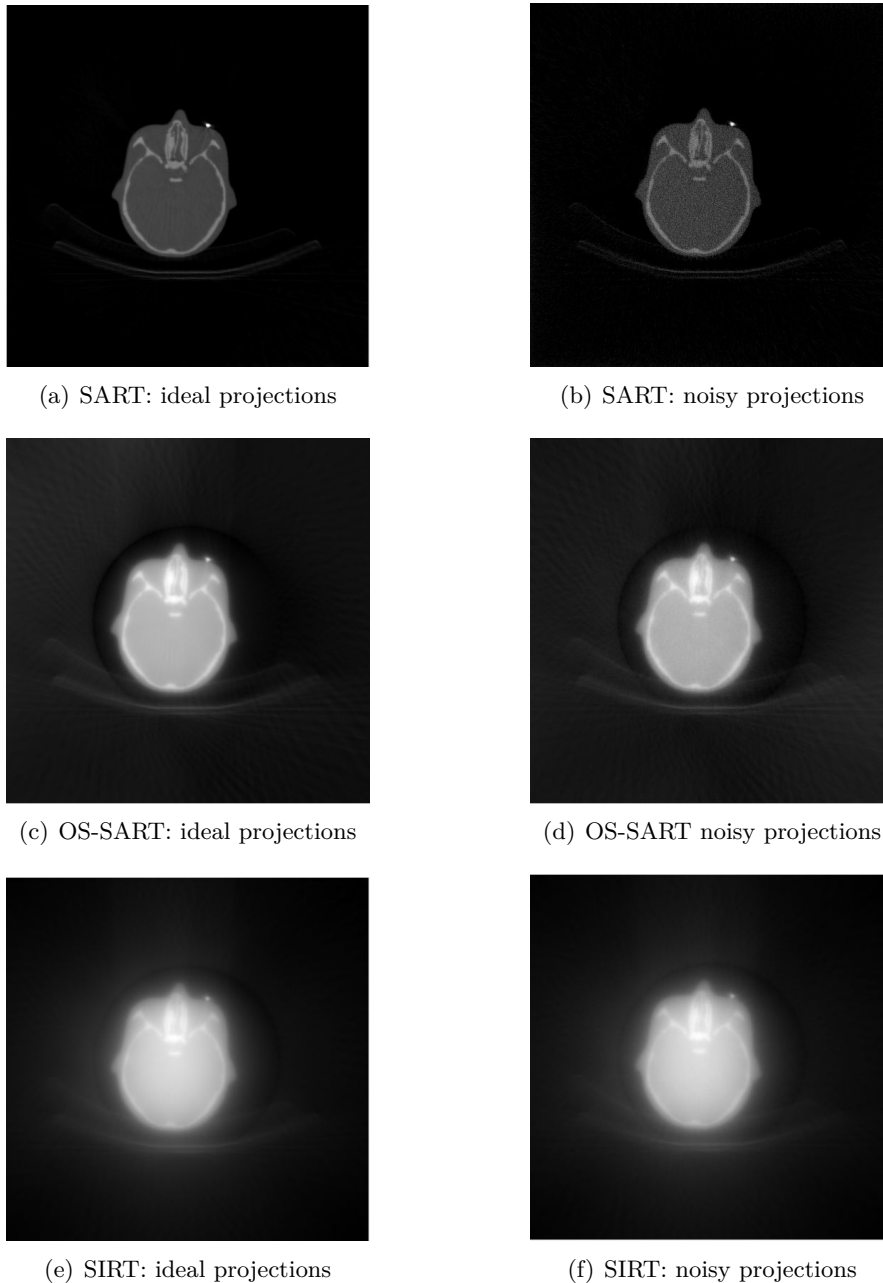 (a) SART: ideal projections
(b) SART: noisy projections
(c) OS-SART: ideal projections
(d) OS-SART noisy projections
(e) SIRT: ideal projections
(f) SIRT: noisy projections